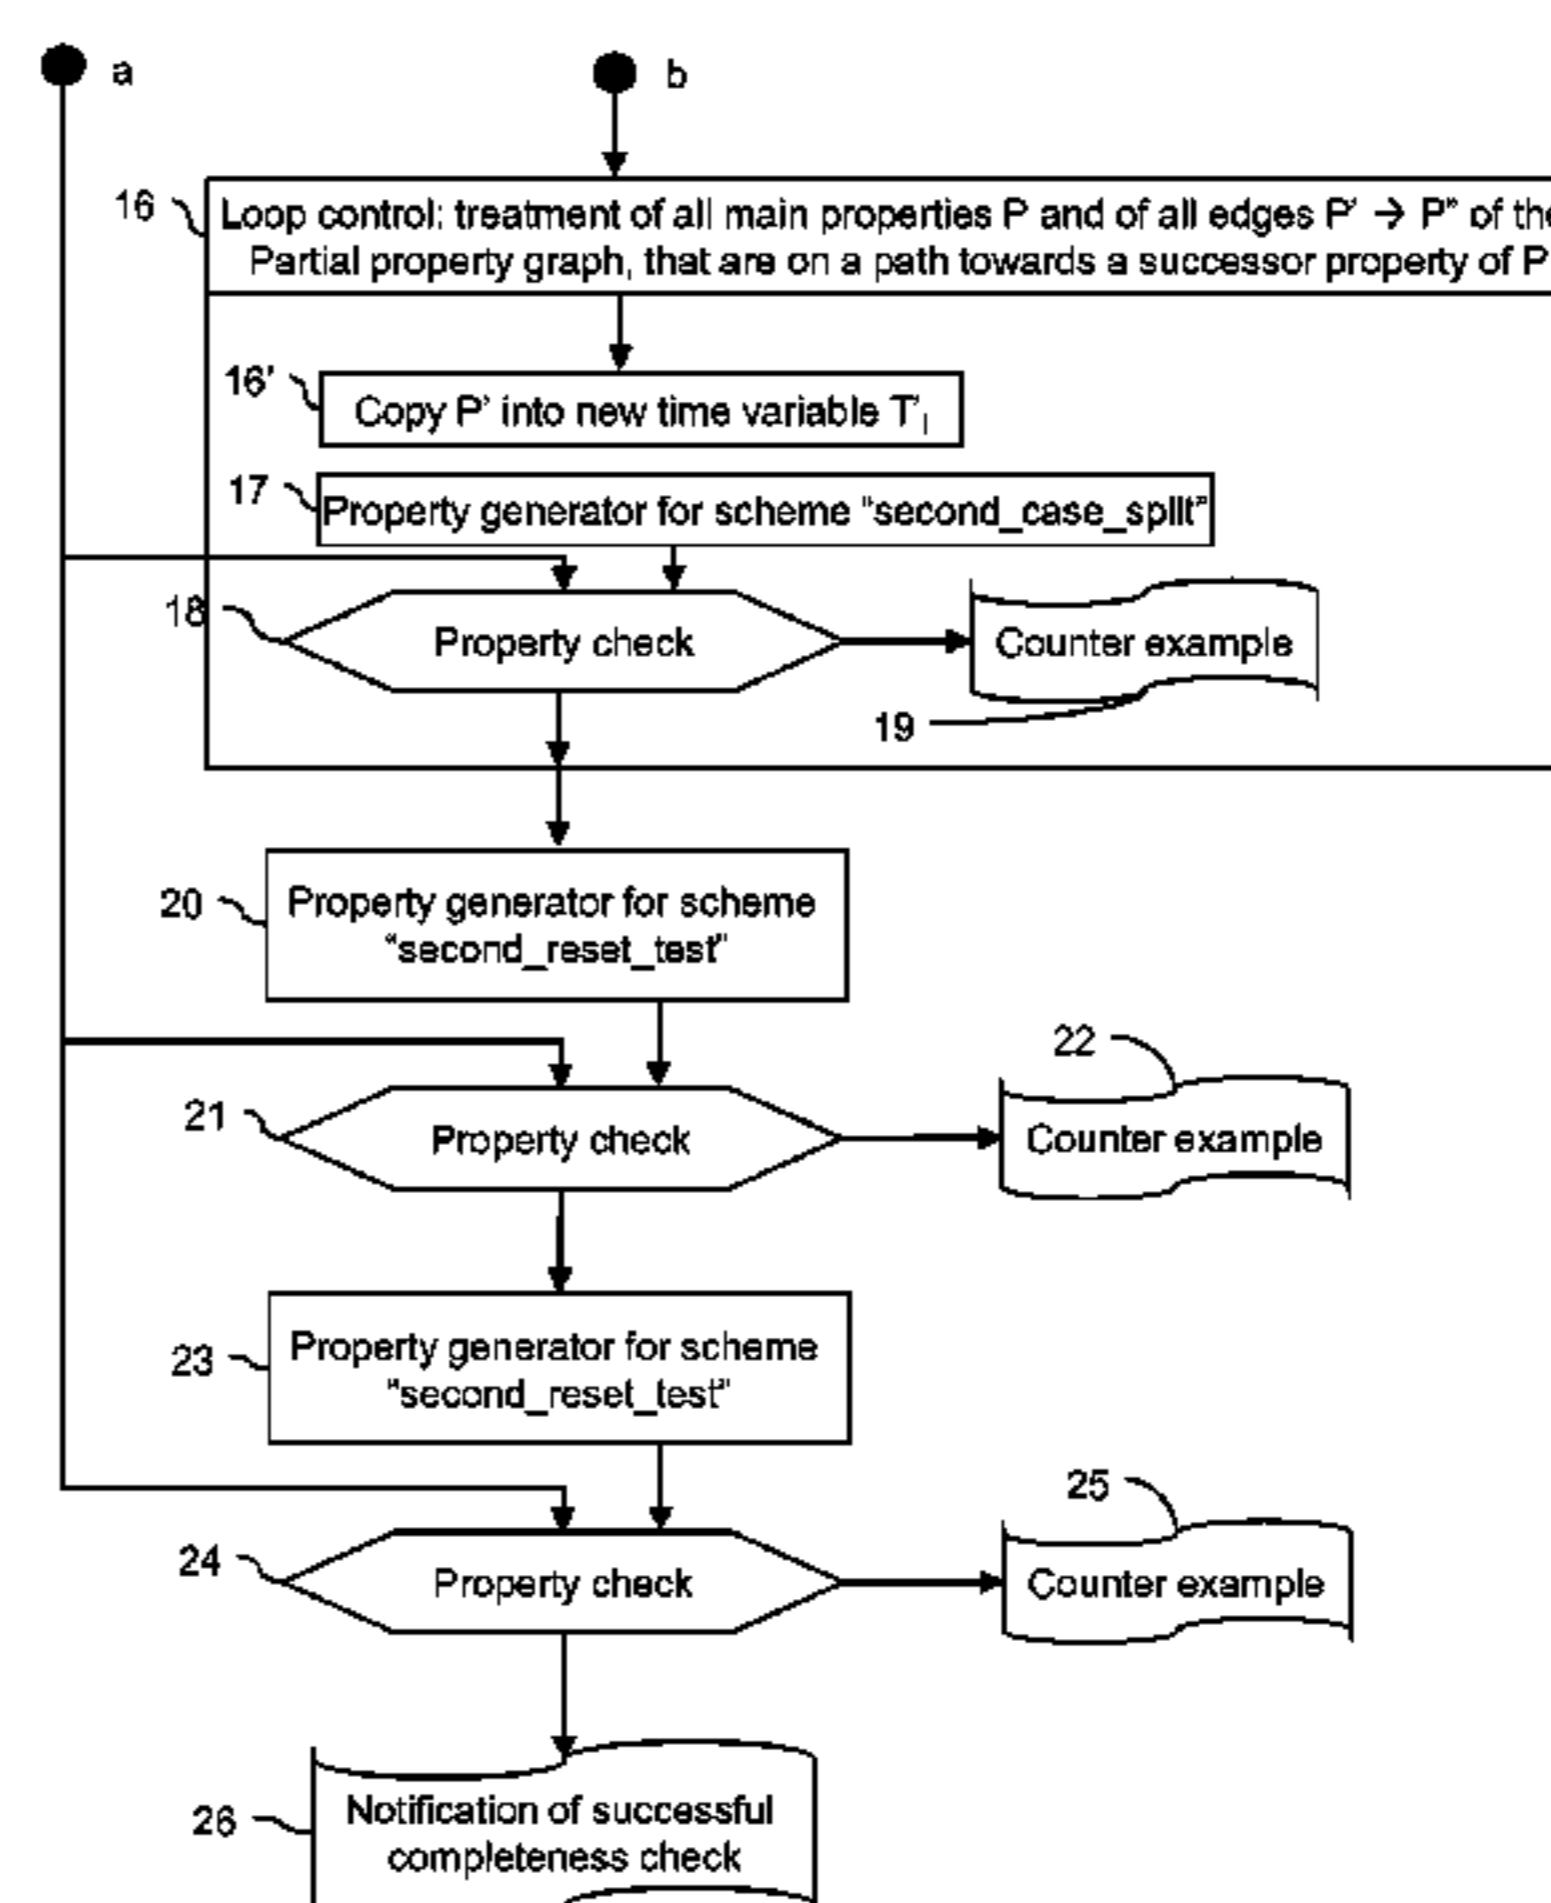 a
b
16
Loop control: treatment of all main properties P and of all edges P' → P" of the
Partial property graph, that are on a path towards a successor property of P
16'
Copy P' into new time variable T'ₗ
17
Property generator for scheme "second_case_split"
18
Property check
Counter example
19
20
Property generator for scheme
"second_reset_test"
22
21
Property check
Counter example
23
Property generator for scheme
"second_reset_test"
25
24
Property check
Counter example
26
Notification of successful
completeness check